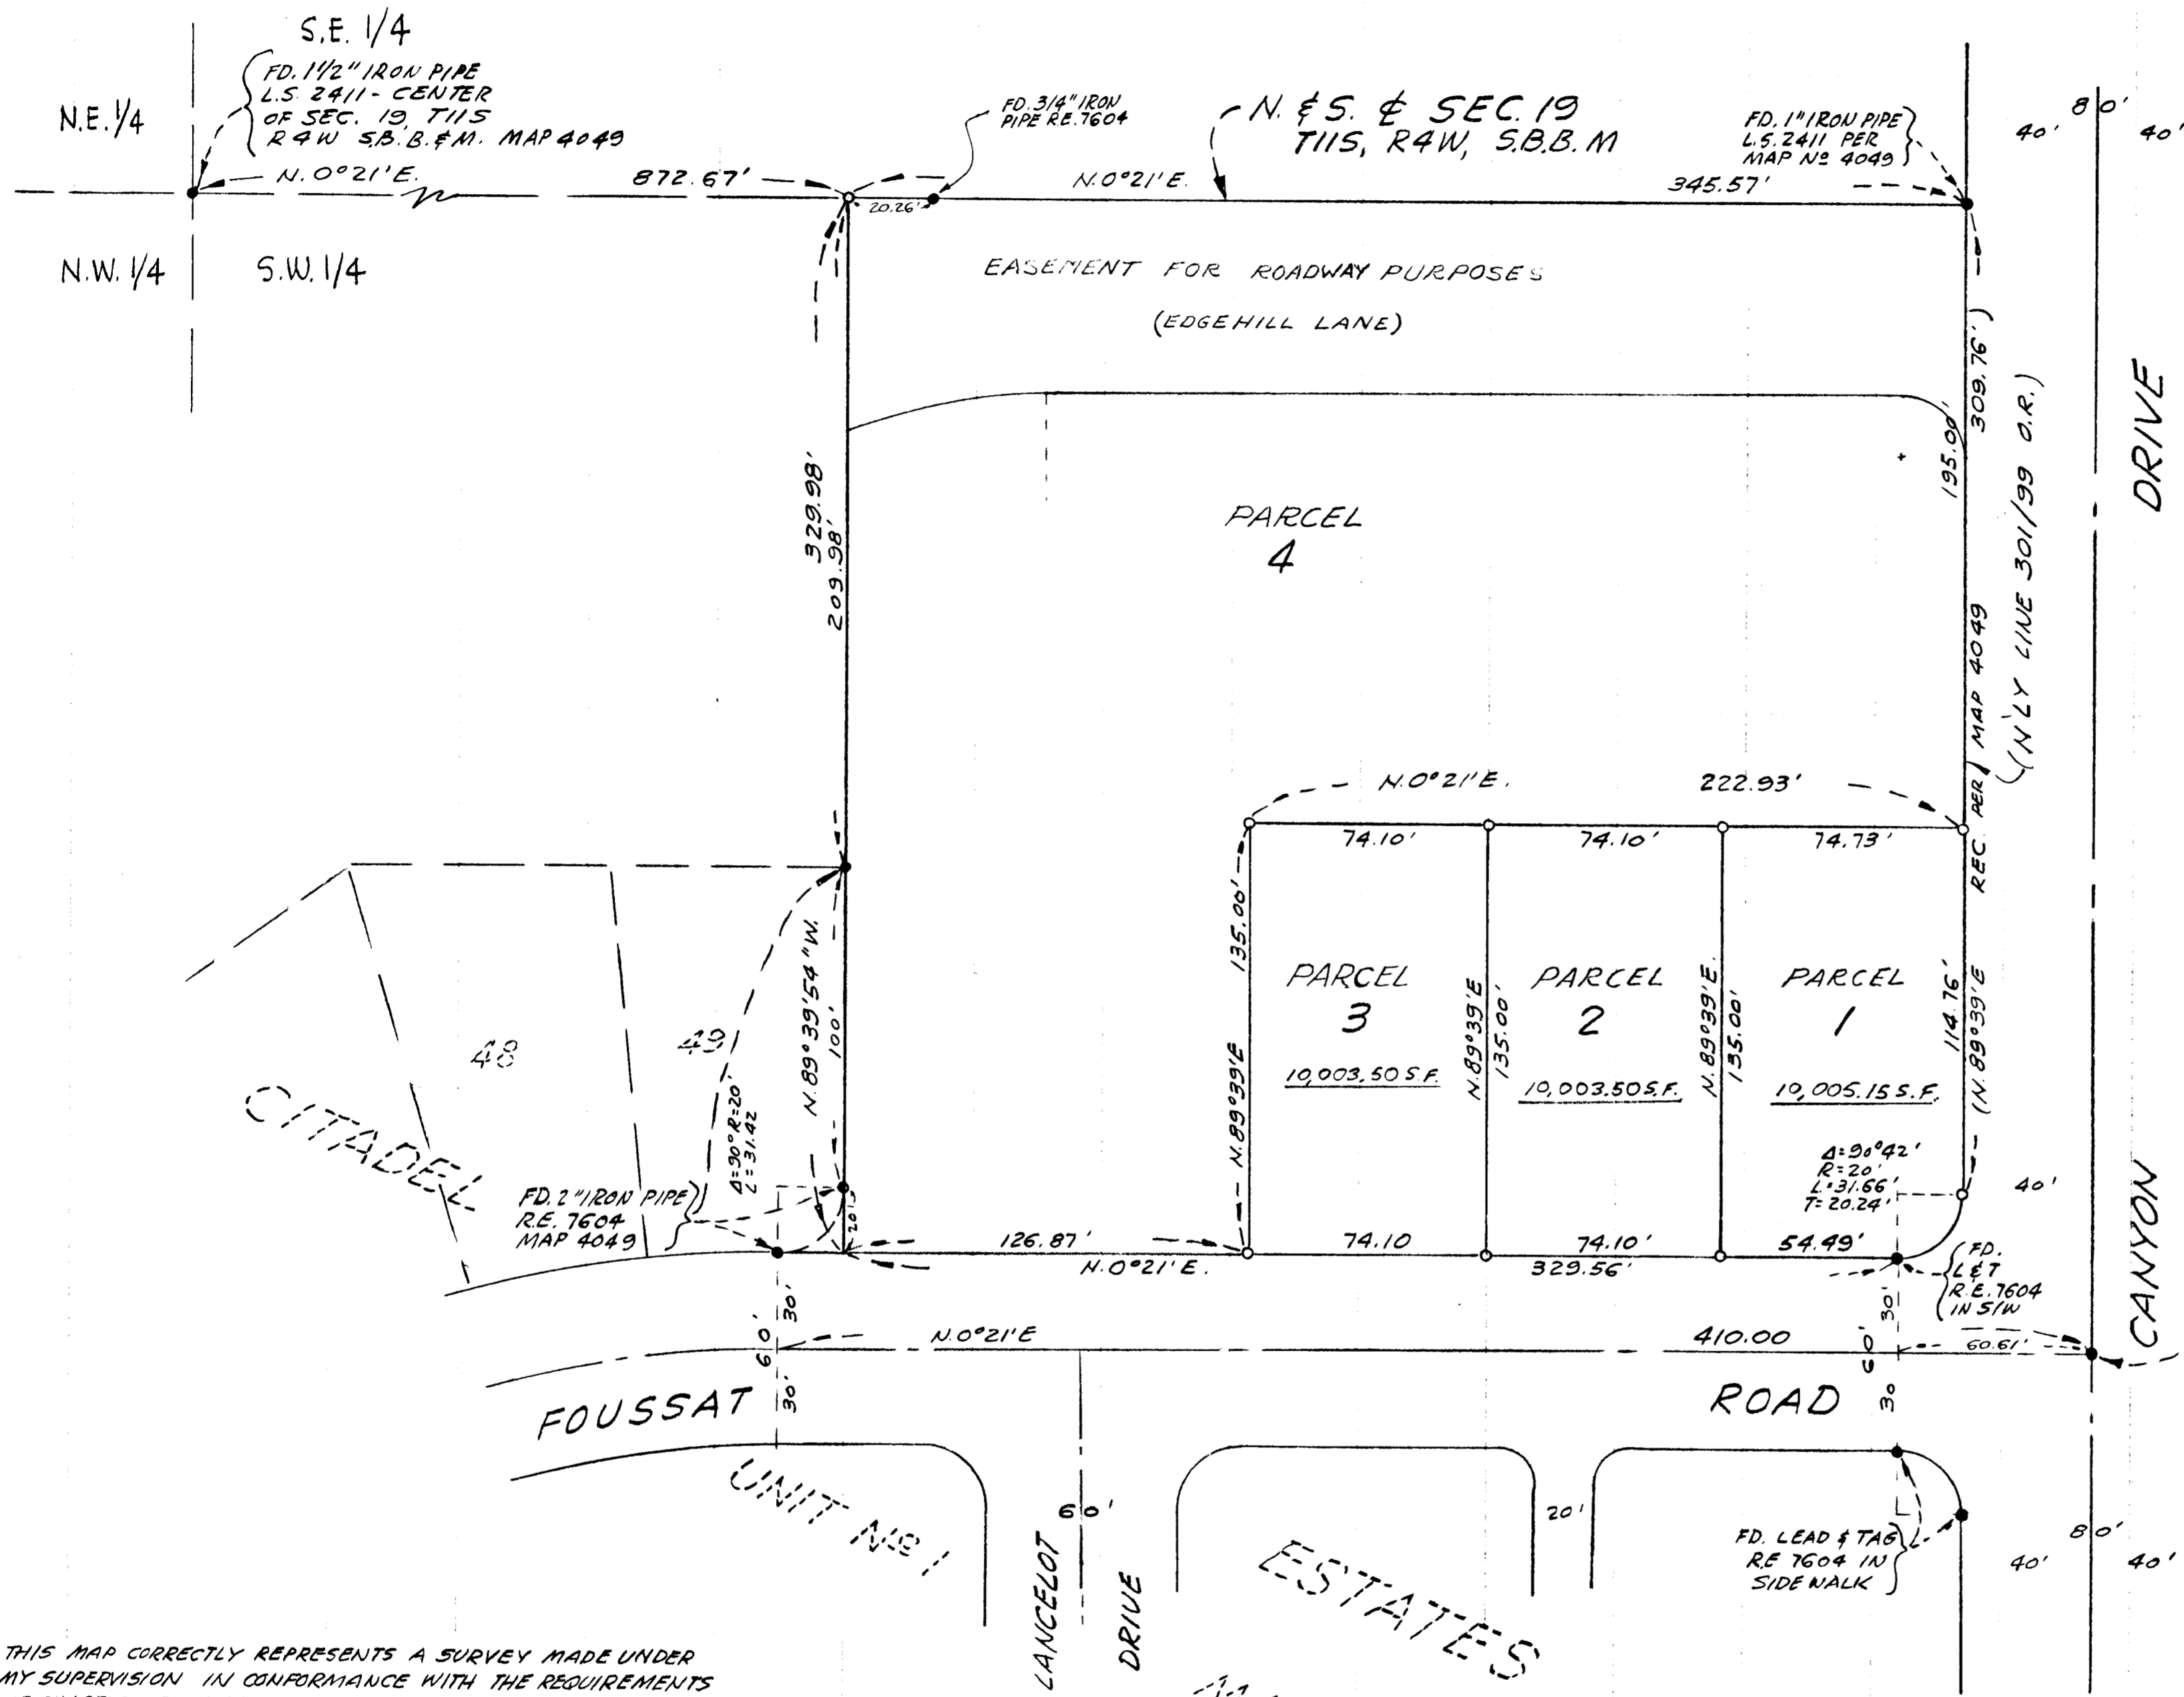 S.E. 1/4
FD. 1 1/2" IRON PIPE
L.S. 2411 - CENTER
OF SEC. 19, T11S
R4W S.B.B. & M. MAP 4049
N.E. 1/4
N.0°21'E.
872.67'
20.26'
FD. 3/4" IRON
PIPE R.E. 7604
N.0°21'E.
N. & S. ℄ SEC. 19
T11S, R4W, S.B.B.M
345.57'
FD. 1" IRON PIPE
L.S. 2411 PER
MAP Nº 4049
80'
40'
40'
N.W. 1/4
S.W. 1/4
EASEMENT FOR ROADWAY PURPOSES
(EDGEHILL LANE)
309.76')
195.00'
(N'LY LINE 301/99 O.R.)
DRIVE
329.98'
209.98'
PARCEL
4
REC. PER MAP 4049
N.0°21'E.
222.93'
74.10'
74.10'
74.73'
135.00'
N.89°39'E
PARCEL
3
10,003.50 S.F.
N.89°39'E
135.00'
PARCEL
2
10,003.50 S.F.
N.89°39'E.
135.00'
PARCEL
1
10,005.15 S.F.
114.76'
(N.89°39'E
Δ=90°42'
R=20'
L=31.66'
T=20.24'
40'
48
49
N.89°39'54"W.
100'
Δ=90° R=20'
L=31.42
20'
CITADEL
FD. 2" IRON PIPE
R.E. 7604
MAP 4049
126.87'
74.10
74.10'
54.49'
N.0°21'E.
329.56'
FD.
L&T
R.E. 7604
IN S/W
CANYON
30'
60'
30'
N.0°21'E
410.00
30'
60'
30
60.61'
FOUSSAT
ROAD
UNIT Nº 1
60'
20'
LANCELOT
DRIVE
ESTATES
FD. LEAD & TAG
R.E 7604 IN
SIDEWALK
80'
40'
40'
THIS MAP CORRECTLY REPRESENTS A SURVEY MADE UNDER
MY SUPERVISION IN CONFORMANCE WITH THE REQUIREMENTS